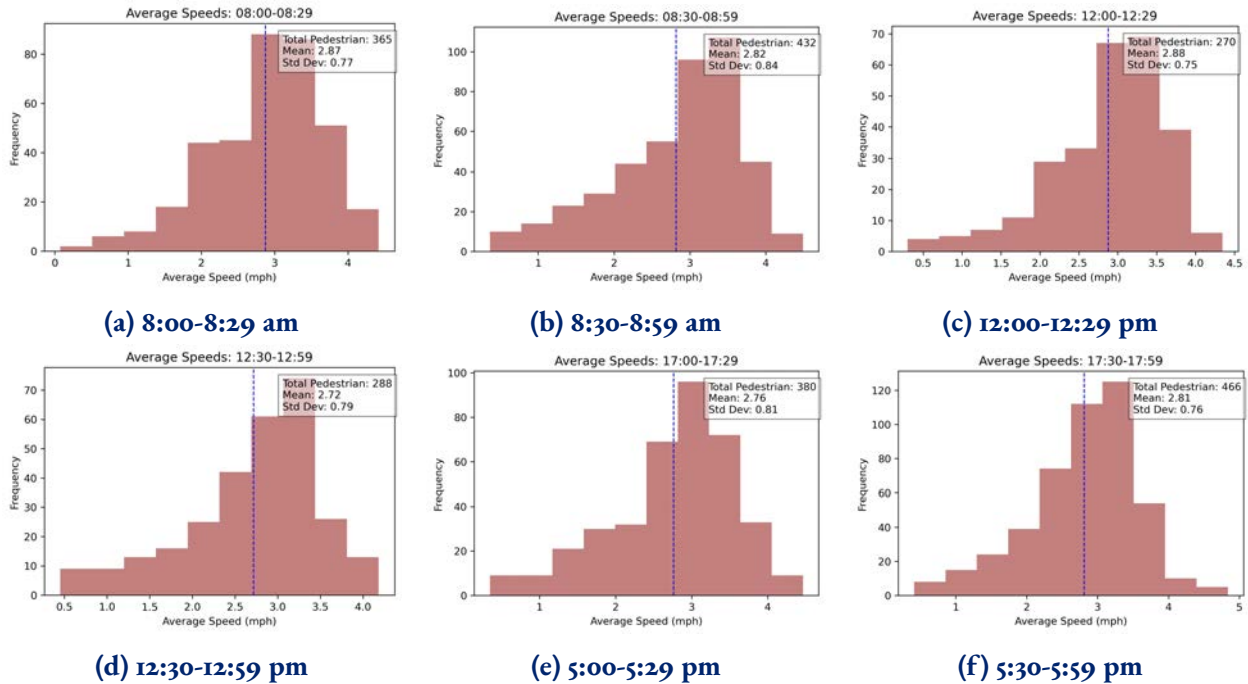 Average Speeds: 08:00-08:29
Total Pedestrian: 365
Mean: 2.87
Std Dev: 0.77
80
60
40
20
0
Frequency
0 1 2 3 4
Average Speed (mph)
(a) 8:00-8:29 am
Average Speeds: 08:30-08:59
Total Pedestrian: 432
Mean: 2.82
Std Dev: 0.84
100
80
60
40
20
0
Frequency
1 2 3 4
Average Speed (mph)
(b) 8:30-8:59 am
Average Speeds: 12:00-12:29
Total Pedestrian: 270
Mean: 2.88
Std Dev: 0.75
70
60
50
40
30
20
10
0
Frequency
0.5 1.0 1.5 2.0 2.5 3.0 3.5 4.0 4.5
Average Speed (mph)
(c) 12:00-12:29 pm
Average Speeds: 12:30-12:59
Total Pedestrian: 288
Mean: 2.72
Std Dev: 0.79
70
60
50
40
30
20
10
0
Frequency
0.5 1.0 1.5 2.0 2.5 3.0 3.5 4.0
Average Speed (mph)
(d) 12:30-12:59 pm
Average Speeds: 17:00-17:29
Total Pedestrian: 380
Mean: 2.76
Std Dev: 0.81
100
80
60
40
20
0
Frequency
1 2 3 4
Average Speed (mph)
(e) 5:00-5:29 pm
Average Speeds: 17:30-17:59
Total Pedestrian: 466
Mean: 2.81
Std Dev: 0.76
120
100
80
60
40
20
0
Frequency
1 2 3 4 5
Average Speed (mph)
(f) 5:30-5:59 pm